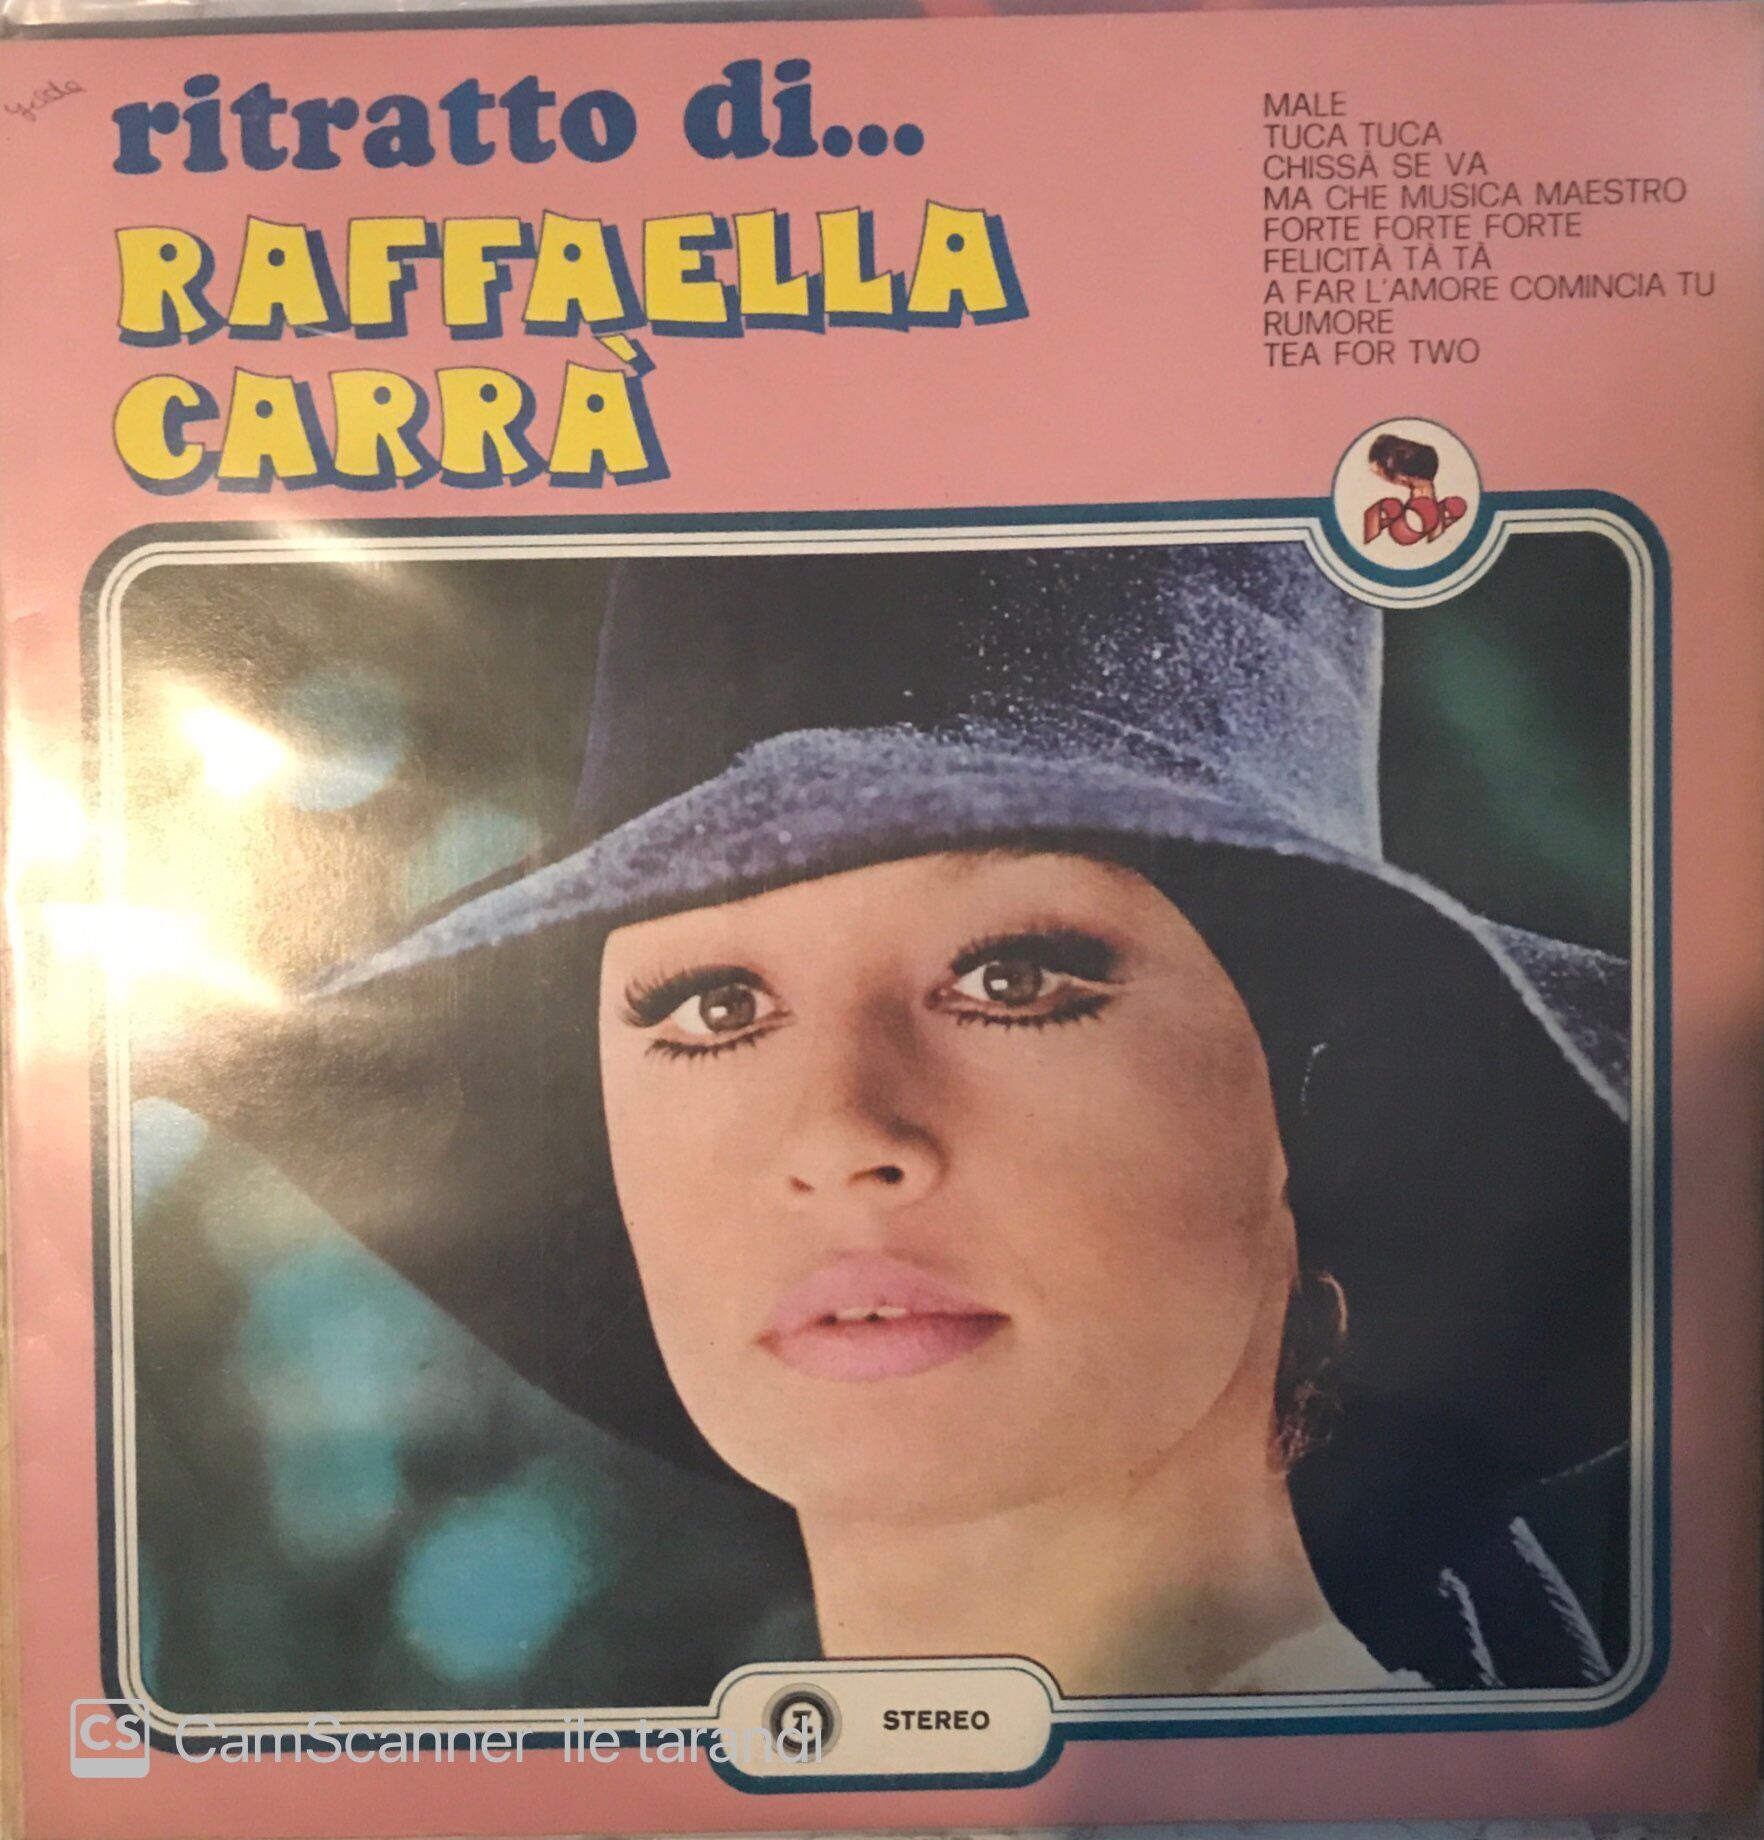 ritratto di...
RAFFAELLA
CARRÀ
MALE
TUCA TUCA
CHISSÀ SE VA
MA CHE MUSICA MAESTRO
FORTE FORTE FORTE
FELICITÀ TÀ TÀ
A FAR L'AMORE COMINCIA TU
RUMORE
TEA FOR TWO
POP
STEREO
CS CamScanner ile tarandı